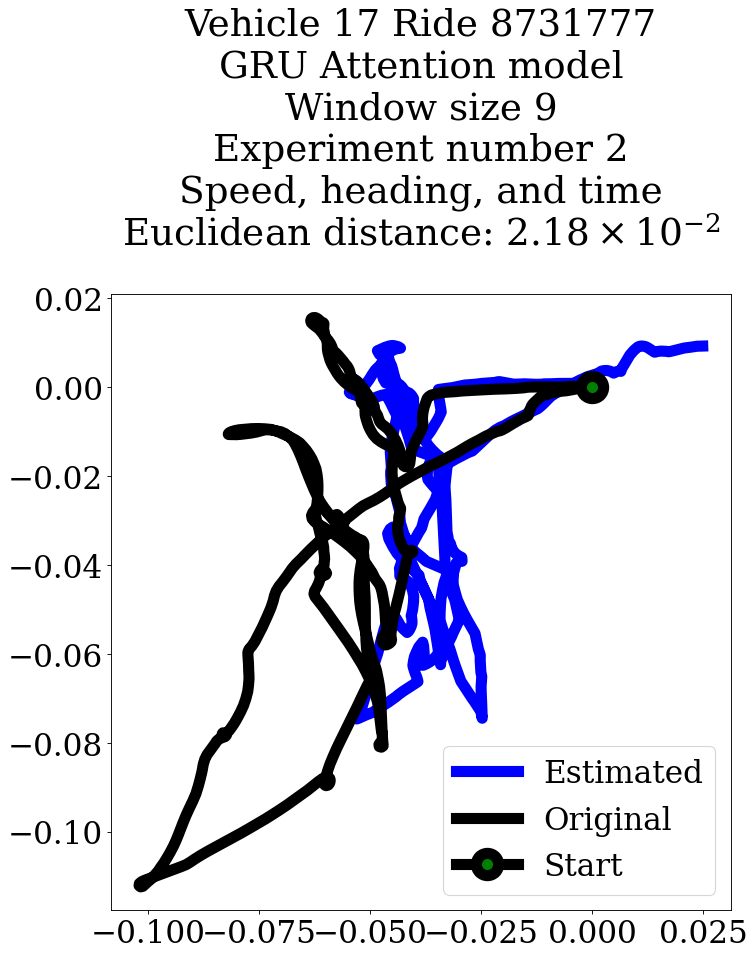 Vehicle 17 Ride 8731777
GRU Attention model
Window size 9
Experiment number 2
Speed, heading, and time
Euclidean distance: 2.18 × 10⁻²
0.02
0.00
−0.02
−0.04
−0.06
−0.08
−0.10
Estimated
Original
Start
−0.100 −0.075 −0.050 −0.025 0.000 0.025